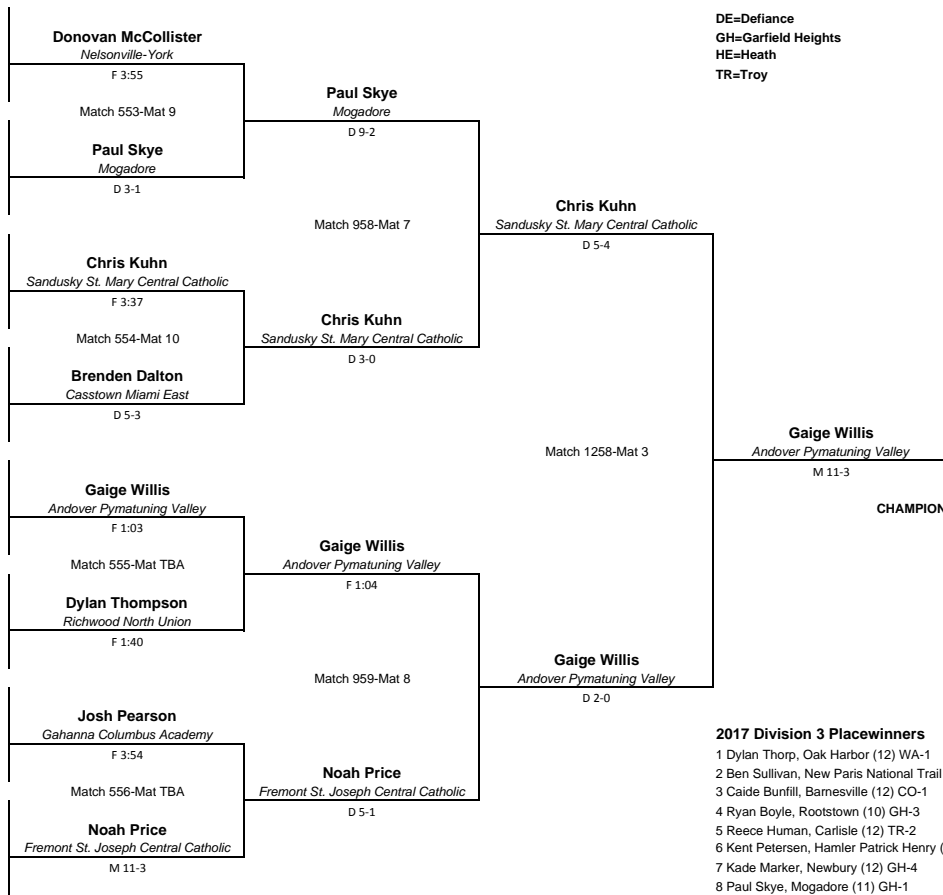 DE=Defiance
GH=Garfield Heights
HE=Heath
TR=Troy
Donovan McCollister
Nelsonville-York
F 3:55
Match 553-Mat 9
Paul Skye
Mogadore
D 3-1
Paul Skye
Mogadore
D 9-2
Match 958-Mat 7
Chris Kuhn
Sandusky St. Mary Central Catholic
F 3:37
Match 554-Mat 10
Brenden Dalton
Casstown Miami East
D 5-3
Chris Kuhn
Sandusky St. Mary Central Catholic
D 3-0
Chris Kuhn
Sandusky St. Mary Central Catholic
D 5-4
Match 1258-Mat 3
Gaige Willis
Andover Pymatuning Valley
M 11-3
CHAMPION
Gaige Willis
Andover Pymatuning Valley
F 1:03
Match 555-Mat TBA
Dylan Thompson
Richwood North Union
F 1:40
Gaige Willis
Andover Pymatuning Valley
F 1:04
Match 959-Mat 8
Gaige Willis
Andover Pymatuning Valley
D 2-0
Josh Pearson
Gahanna Columbus Academy
F 3:54
Match 556-Mat TBA
Noah Price
Fremont St. Joseph Central Catholic
M 11-3
Noah Price
Fremont St. Joseph Central Catholic
D 5-1
2017 Division 3 Placewinners
1 Dylan Thorp, Oak Harbor (12) WA-1
2 Ben Sullivan, New Paris National Trail
3 Caide Bunfill, Barnesville (12) CO-1
4 Ryan Boyle, Rootstown (10) GH-3
5 Reece Human, Carlisle (12) TR-2
6 Kent Petersen, Hamler Patrick Henry (
7 Kade Marker, Newbury (12) GH-4
8 Paul Skye, Mogadore (11) GH-1